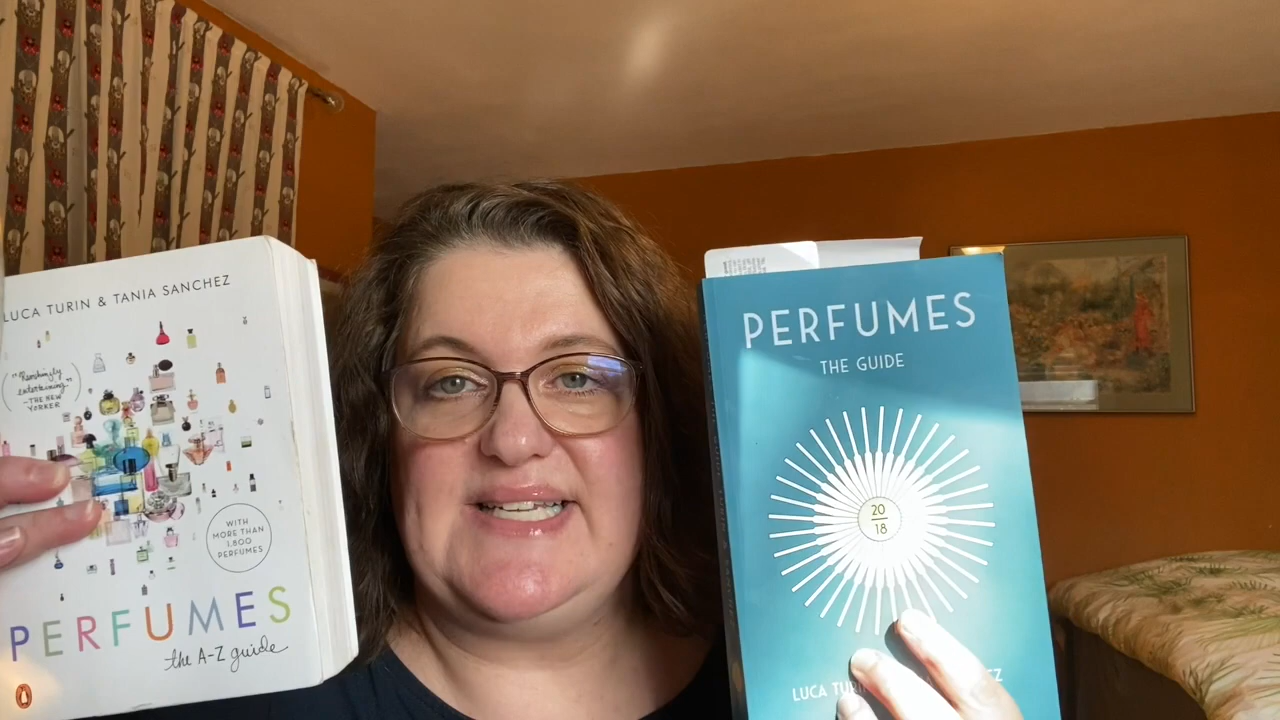 LUCA TURIN & TANIA SANCHEZ
"Ravishingly
entertaining"
—THE NEW
YORKER
WITH
MORE THAN
1,800
PERFUMES
PERFUMES
the A-Z guide
PERFUMES
THE GUIDE
20
18
LUCA